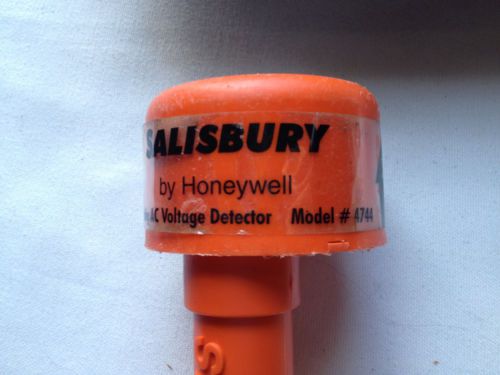 SALISBURY
by Honeywell
AC Voltage Detector Model # 4744
S